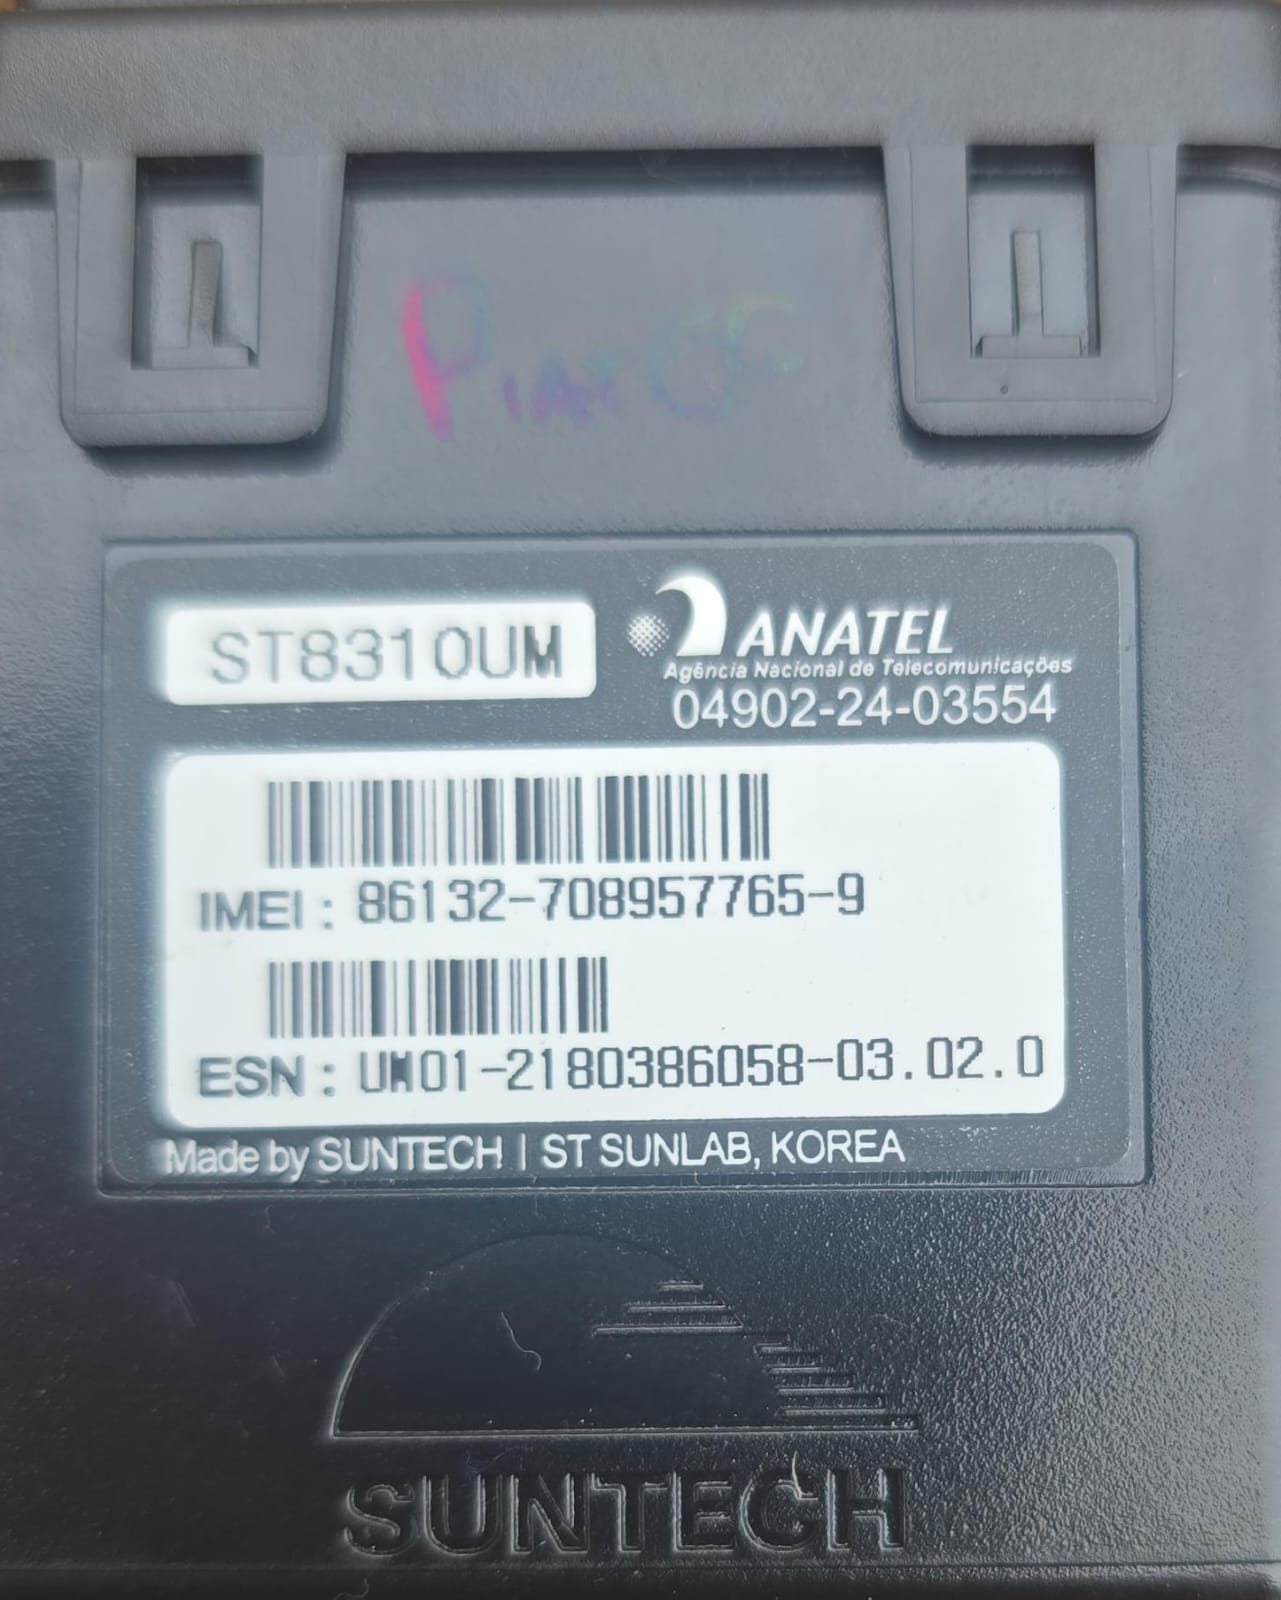 ST8310UM
ANATEL
Agência Nacional de Telecomunicações
04902-24-03554
IMEI : 86132-708957765-9
ESN : UM01-2180386058-03.02.0
Made by SUNTECH | ST SUNLAB, KOREA
SUNTECH